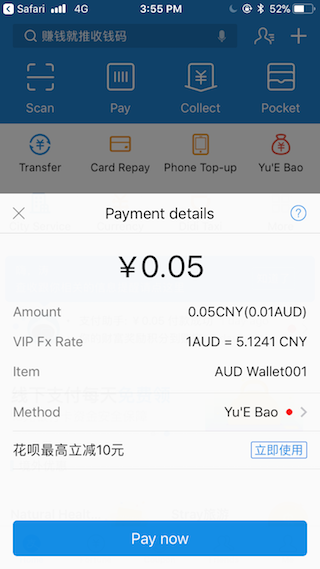 Safari 4G 3:55 PM 52%
赚钱就推收钱码
Scan Pay Collect Pocket
Transfer Card Repay Phone Top-up Yu'E Bao
Payment details ?
¥0.05
Amount 0.05CNY(0.01AUD)
VIP Fx Rate 1AUD = 5.1241 CNY
Item AUD Wallet001
Method Yu'E Bao
花呗最高立减10元 立即使用
Pay now